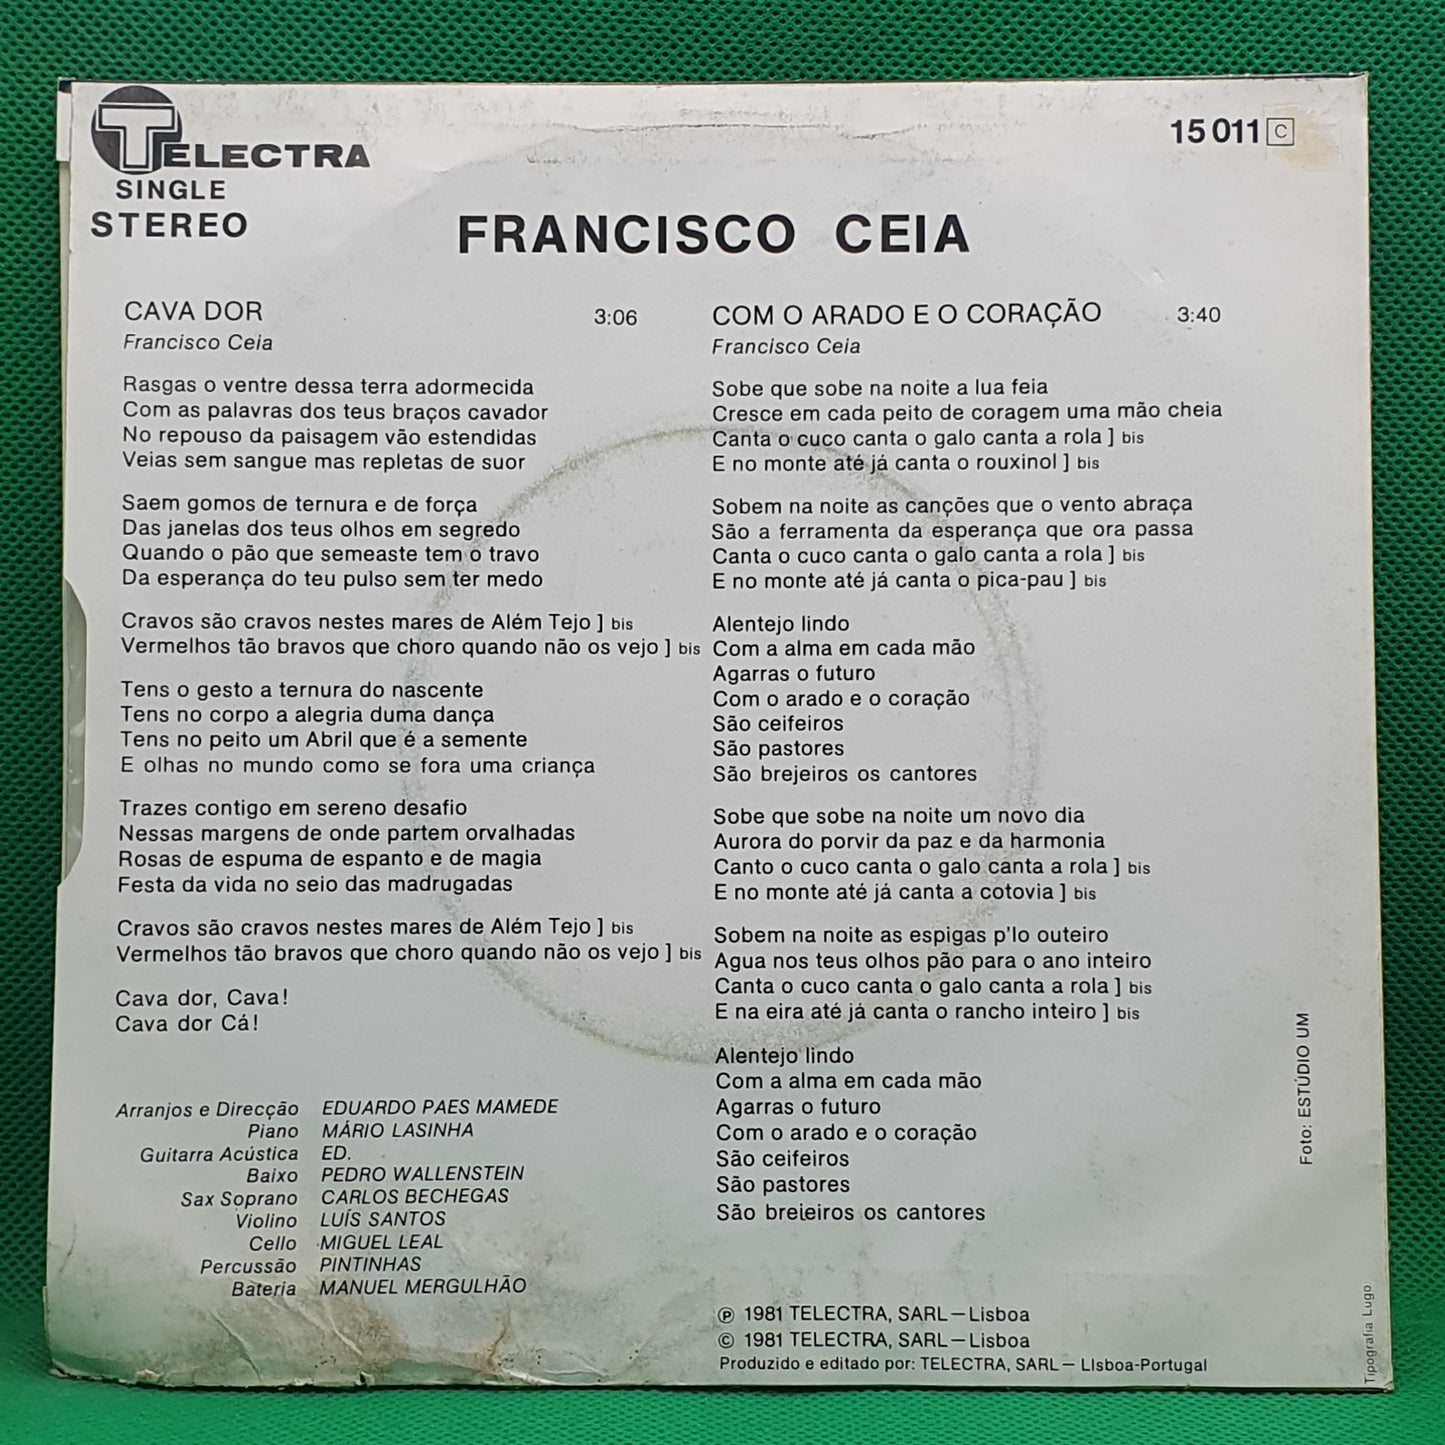 TELECTRA
SINGLE
STEREO
15 011 C
FRANCISCO CEIA
CAVA DOR 3:06
Francisco Ceia
Rasgas o ventre dessa terra adormecida
Com as palavras dos teus braços cavador
No repouso da paisagem vão estendidas
Veias sem sangue mas repletas de suor
Saem gomos de ternura e de força
Das janelas dos teus olhos em segredo
Quando o pão que semeaste tem o travo
Da esperança do teu pulso sem ter medo
Cravos são cravos nestes mares de Além Tejo ] bis
Vermelhos tão bravos que choro quando não os vejo ] bis
Tens o gesto a ternura do nascente
Tens no corpo a alegria duma dança
Tens no peito um Abril que é a semente
E olhas no mundo como se fora uma criança
Trazes contigo em sereno desafio
Nessas margens de onde partem orvalhadas
Rosas de espuma de espanto e de magia
Festa da vida no seio das madrugadas
Cravos são cravos nestes mares de Além Tejo ] bis
Vermelhos tão bravos que choro quando não os vejo ] bis
Cava dor, Cava!
Cava dor Cá!
Arranjos e Direcção EDUARDO PAES MAMEDE
Piano MÁRIO LASINHA
Guitarra Acústica ED.
Baixo PEDRO WALLENSTEIN
Sax Soprano CARLOS BECHEGAS
Violino LUÍS SANTOS
Cello MIGUEL LEAL
Percussão PINTINHAS
Bateria MANUEL MERGULHÃO
COM O ARADO E O CORAÇÃO 3:40
Francisco Ceia
Sobe que sobe na noite a lua feia
Cresce em cada peito de coragem uma mão cheia
Canta o cuco canta o galo canta a rola ] bis
E no monte até já canta o rouxinol ] bis
Sobem na noite as canções que o vento abraça
São a ferramenta da esperança que ora passa
Canta o cuco canta o galo canta a rola ] bis
E no monte até já canta o pica-pau ] bis
Alentejo lindo
Com a alma em cada mão
Agarras o futuro
Com o arado e o coração
São ceifeiros
São pastores
São brejeiros os cantores
Sobe que sobe na noite um novo dia
Aurora do porvir da paz e da harmonia
Canto o cuco canta o galo canta a rola ] bis
E no monte até já canta a cotovia ] bis
Sobem na noite as espigas p'lo outeiro
Agua nos teus olhos pão para o ano inteiro
Canta o cuco canta o galo canta a rola ] bis
E na eira até já canta o rancho inteiro ] bis
Alentejo lindo
Com a alma em cada mão
Agarras o futuro
Com o arado e o coração
São ceifeiros
São pastores
São brejeiros os cantores
℗ 1981 TELECTRA, SARL — Lisboa
© 1981 TELECTRA, SARL — Lisboa
Produzido e editado por: TELECTRA, SARL — LIsboa-Portugal
Foto: ESTÚDIO UM
Tipografia Lugo